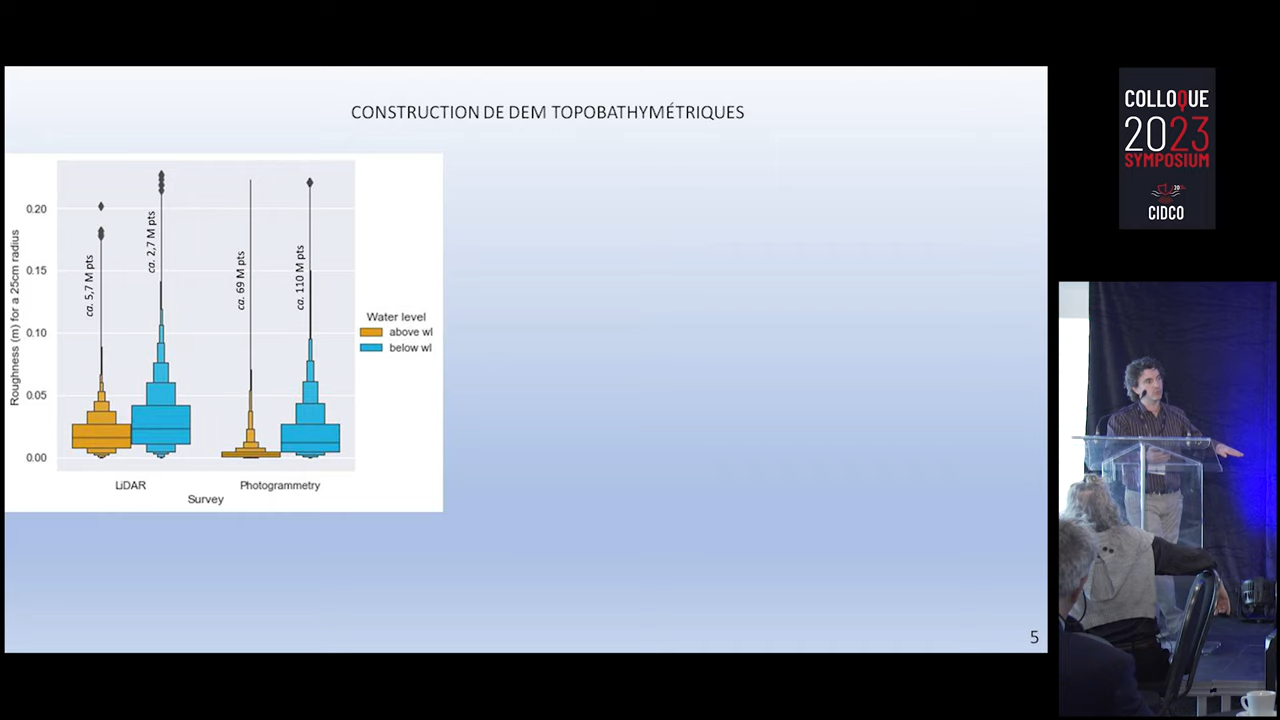 CONSTRUCTION DE DEM TOPOBATHYMÉTRIQUES
Roughness (m) for a 25cm radius
0.20
0.15
0.10
0.05
0.00
ca. 5,7 M pts
ca. 2,7 M pts
ca. 69 M pts
ca. 110 M pts
Water level
above wl
below wl
LiDAR
Photogrammetry
Survey
5
COLLOQUE
2023
SYMPOSIUM
CIDCO